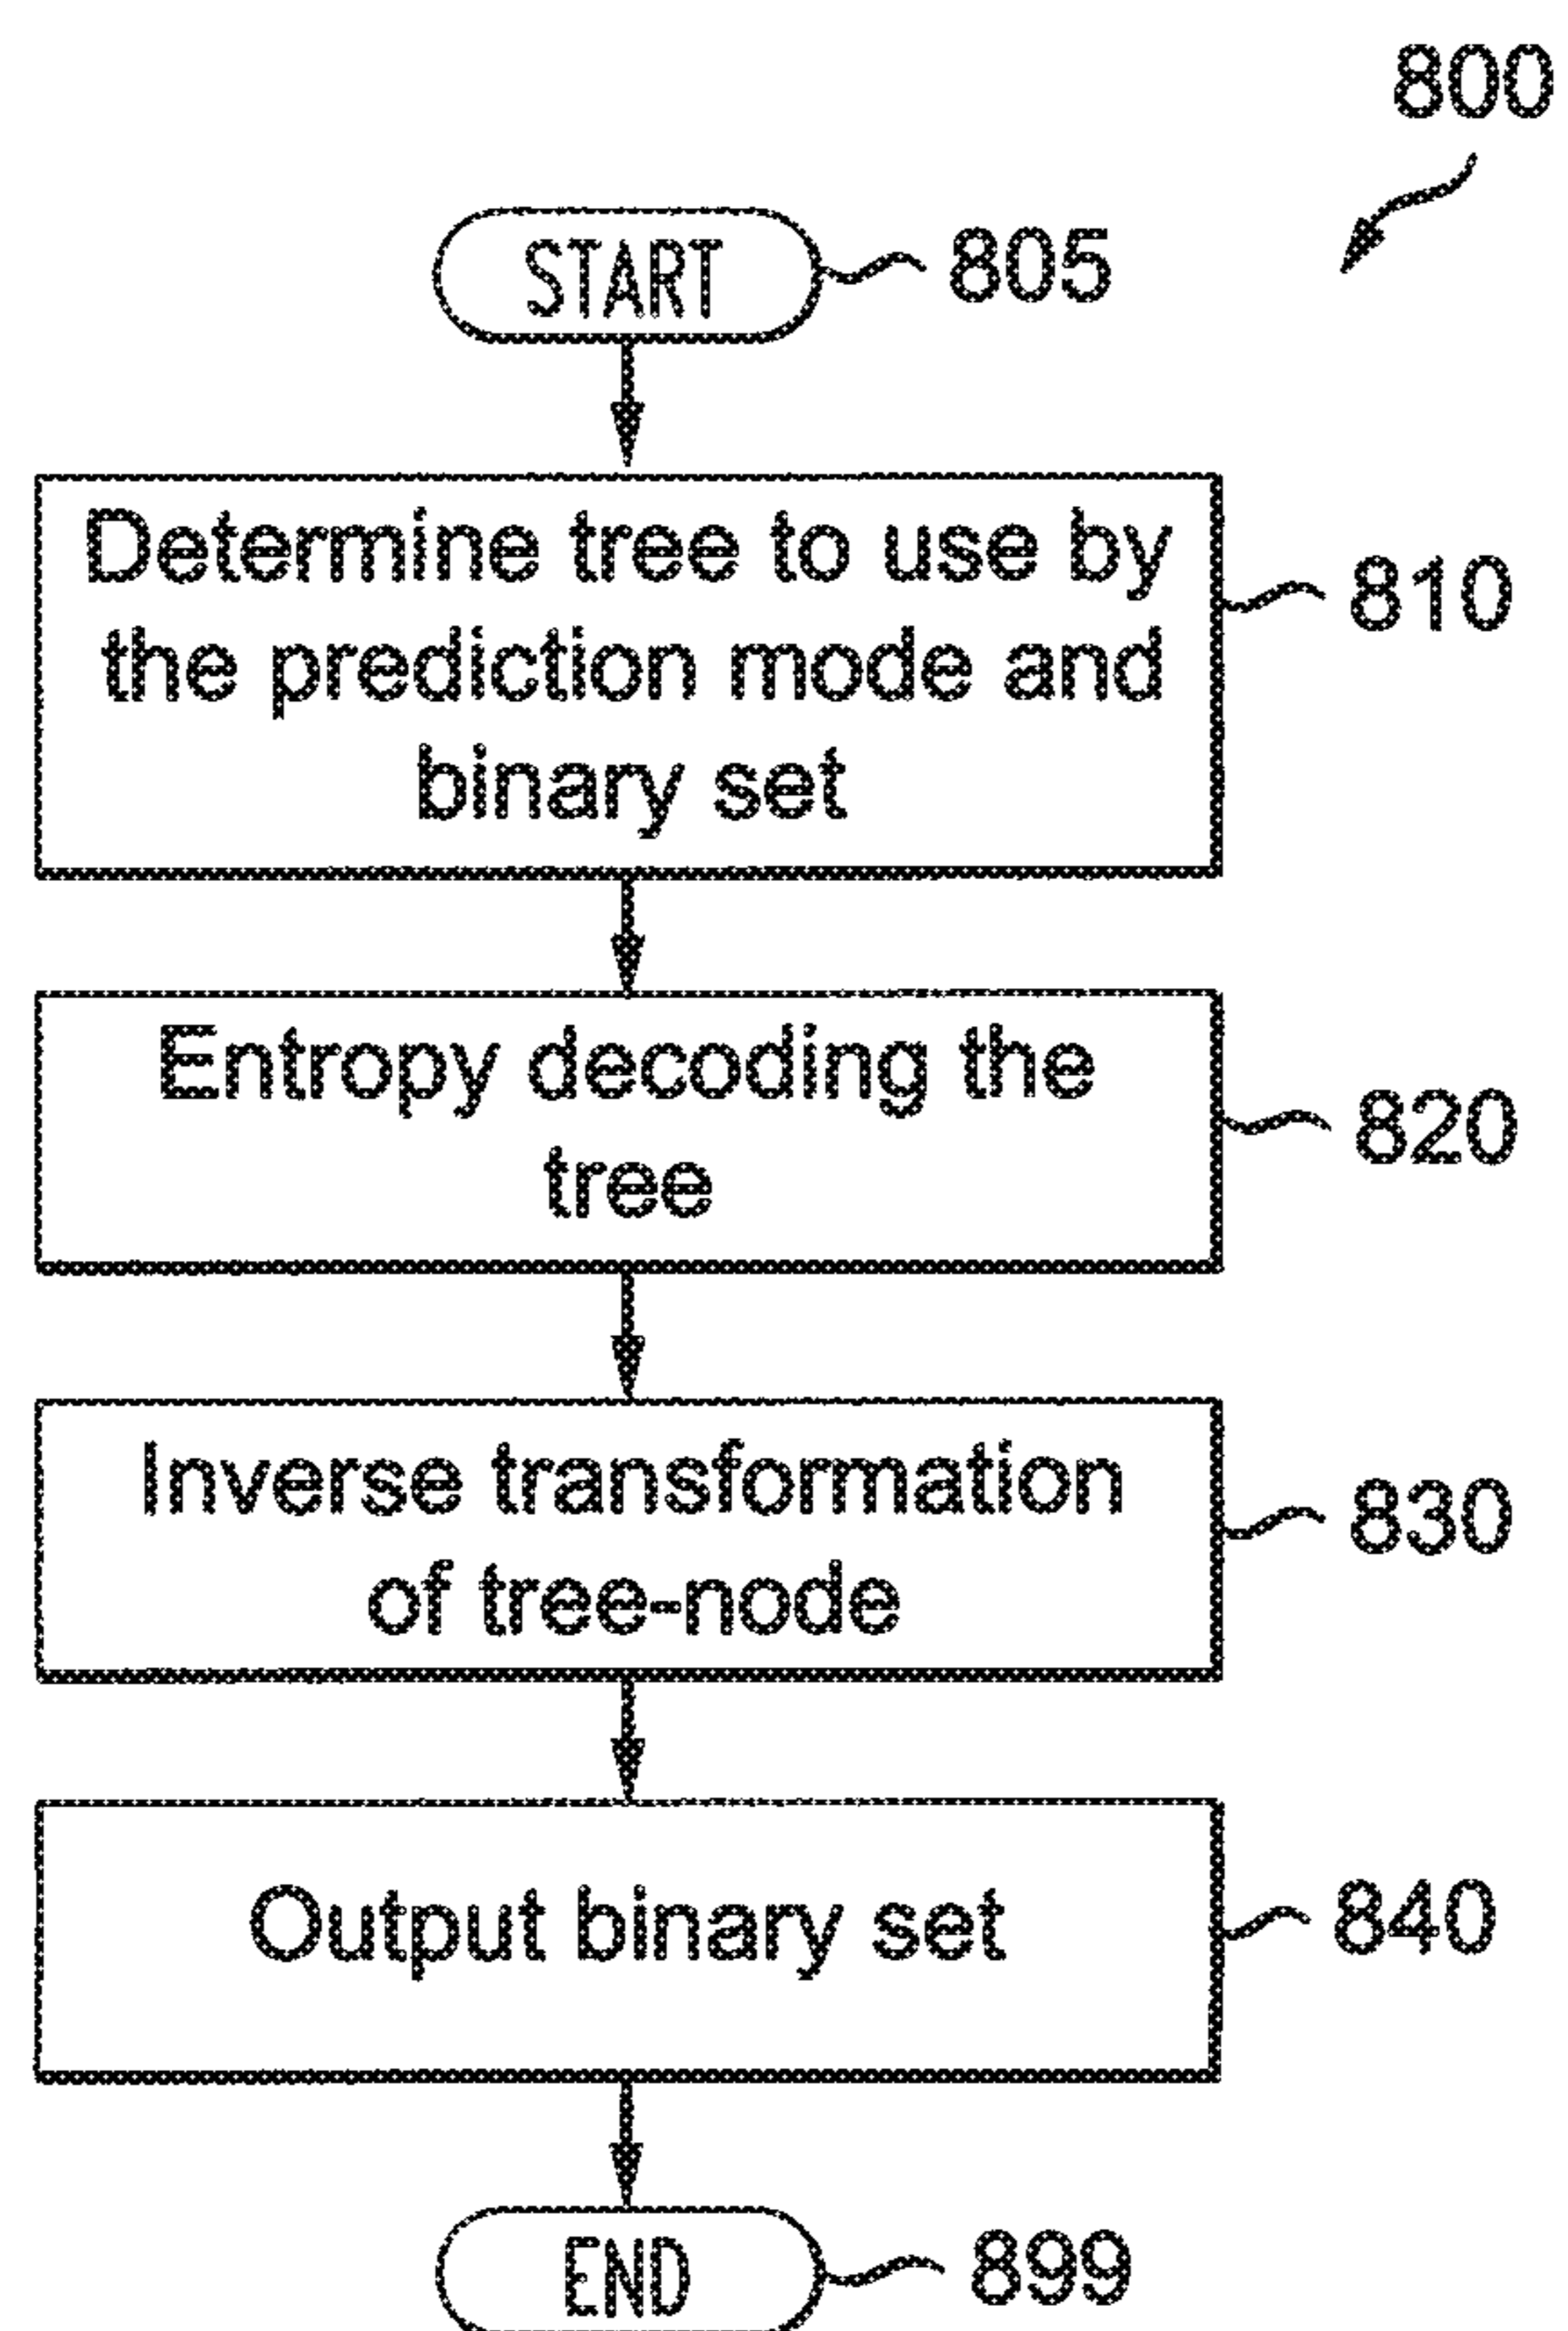 800
START
805
Determine tree to use by
the prediction mode and
binary set
810
Entropy decoding the
tree
820
Inverse transformation
of tree-node
830
Output binary set
840
END
899